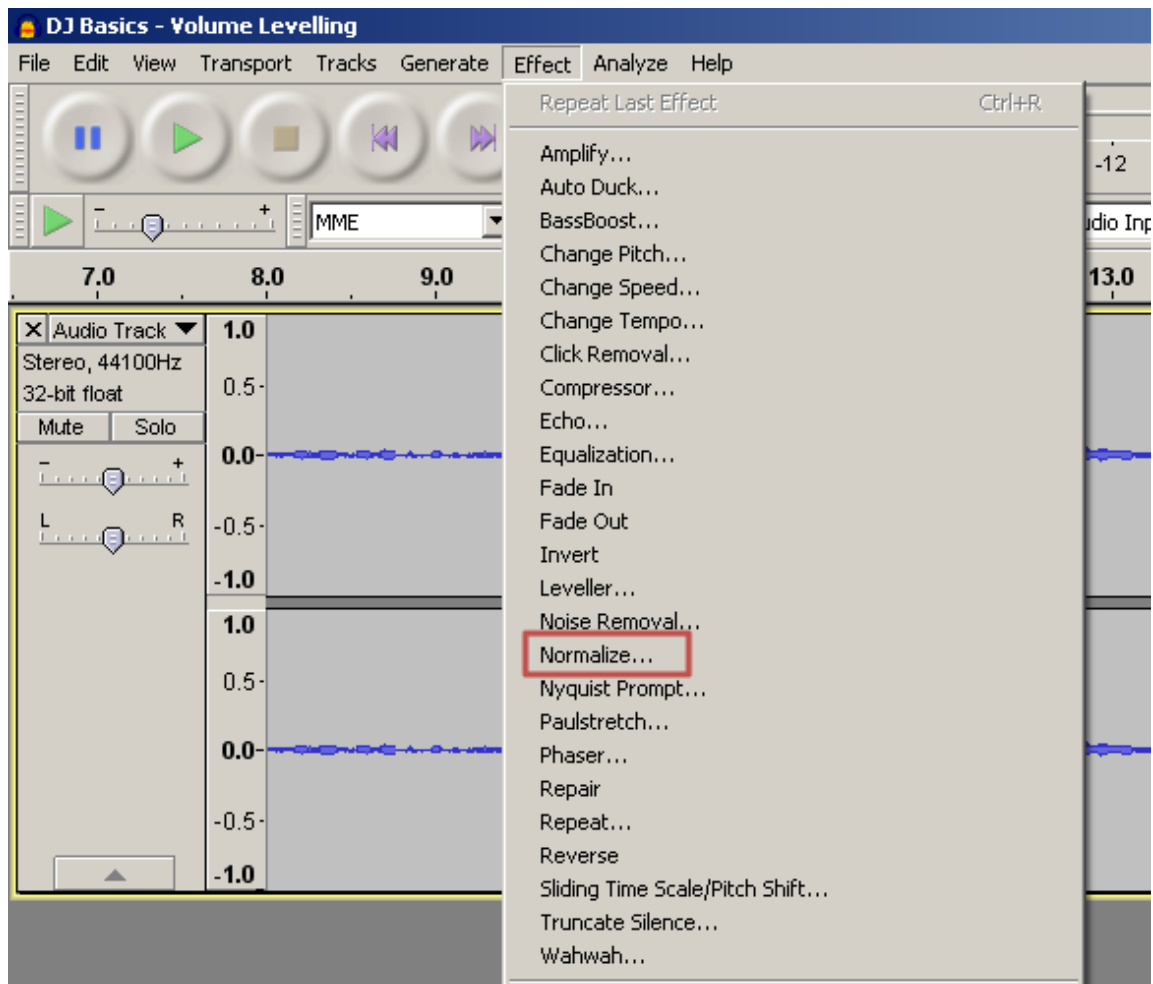 DJ Basics - Volume Levelling
File Edit View Transport Tracks Generate Effect Analyze Help
Repeat Last Effect Ctrl+R
Amplify...
Auto Duck...
BassBoost...
Change Pitch...
Change Speed...
Change Tempo...
Click Removal...
Compressor...
Echo...
Equalization...
Fade In
Fade Out
Invert
Leveller...
Noise Removal...
Normalize...
Nyquist Prompt...
Paulstretch...
Phaser...
Repair
Repeat...
Reverse
Sliding Time Scale/Pitch Shift...
Truncate Silence...
Wahwah...
-12
- +
MME
7.0 8.0 9.0 13.0
Audio Track
Stereo, 44100Hz
32-bit float
Mute Solo
- +
L R
1.0
0.5
0.0
-0.5
-1.0
1.0
0.5
0.0
-0.5
-1.0